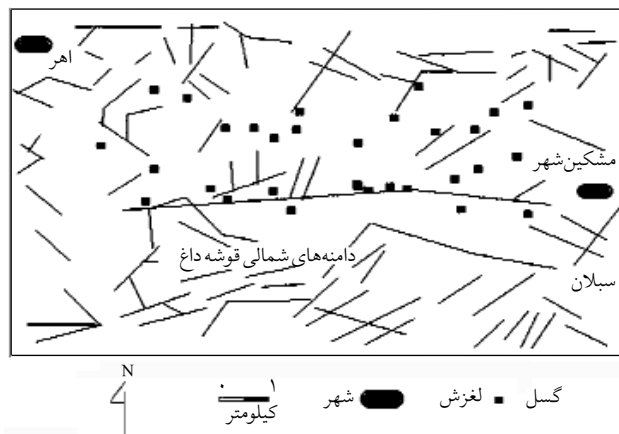 اهر
مشکین‌شهر
دامنه‌های شمالی قوشه داغ
سبلان
N
۰ ۱
کیلومتر
شهر
لغزش
گسل